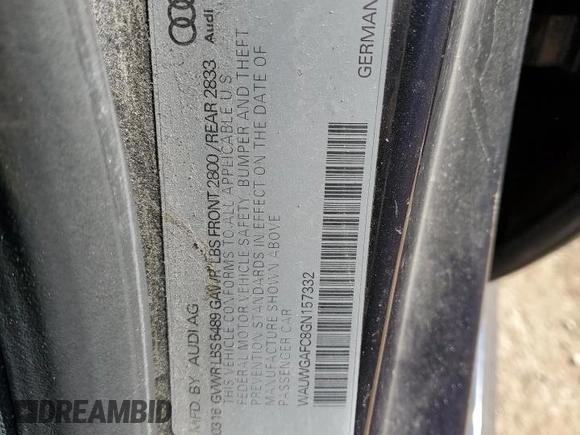 Audi
GERMAN
MFD. BY AUDI AG
03 16 GVWR LBS 5489 GAWR LBS FRONT 2800 / REAR 2833
THIS VEHICLE CONFORMS TO ALL APPLICABLE U.S.
FEDERAL MOTOR VEHICLE SAFETY, BUMPER AND THEFT
PREVENTION STANDARDS IN EFFECT ON THE DATE OF
MANUFACTURE SHOWN ABOVE
PASSENGER CAR
WAUWGAFC8GN157332
DREAMBID